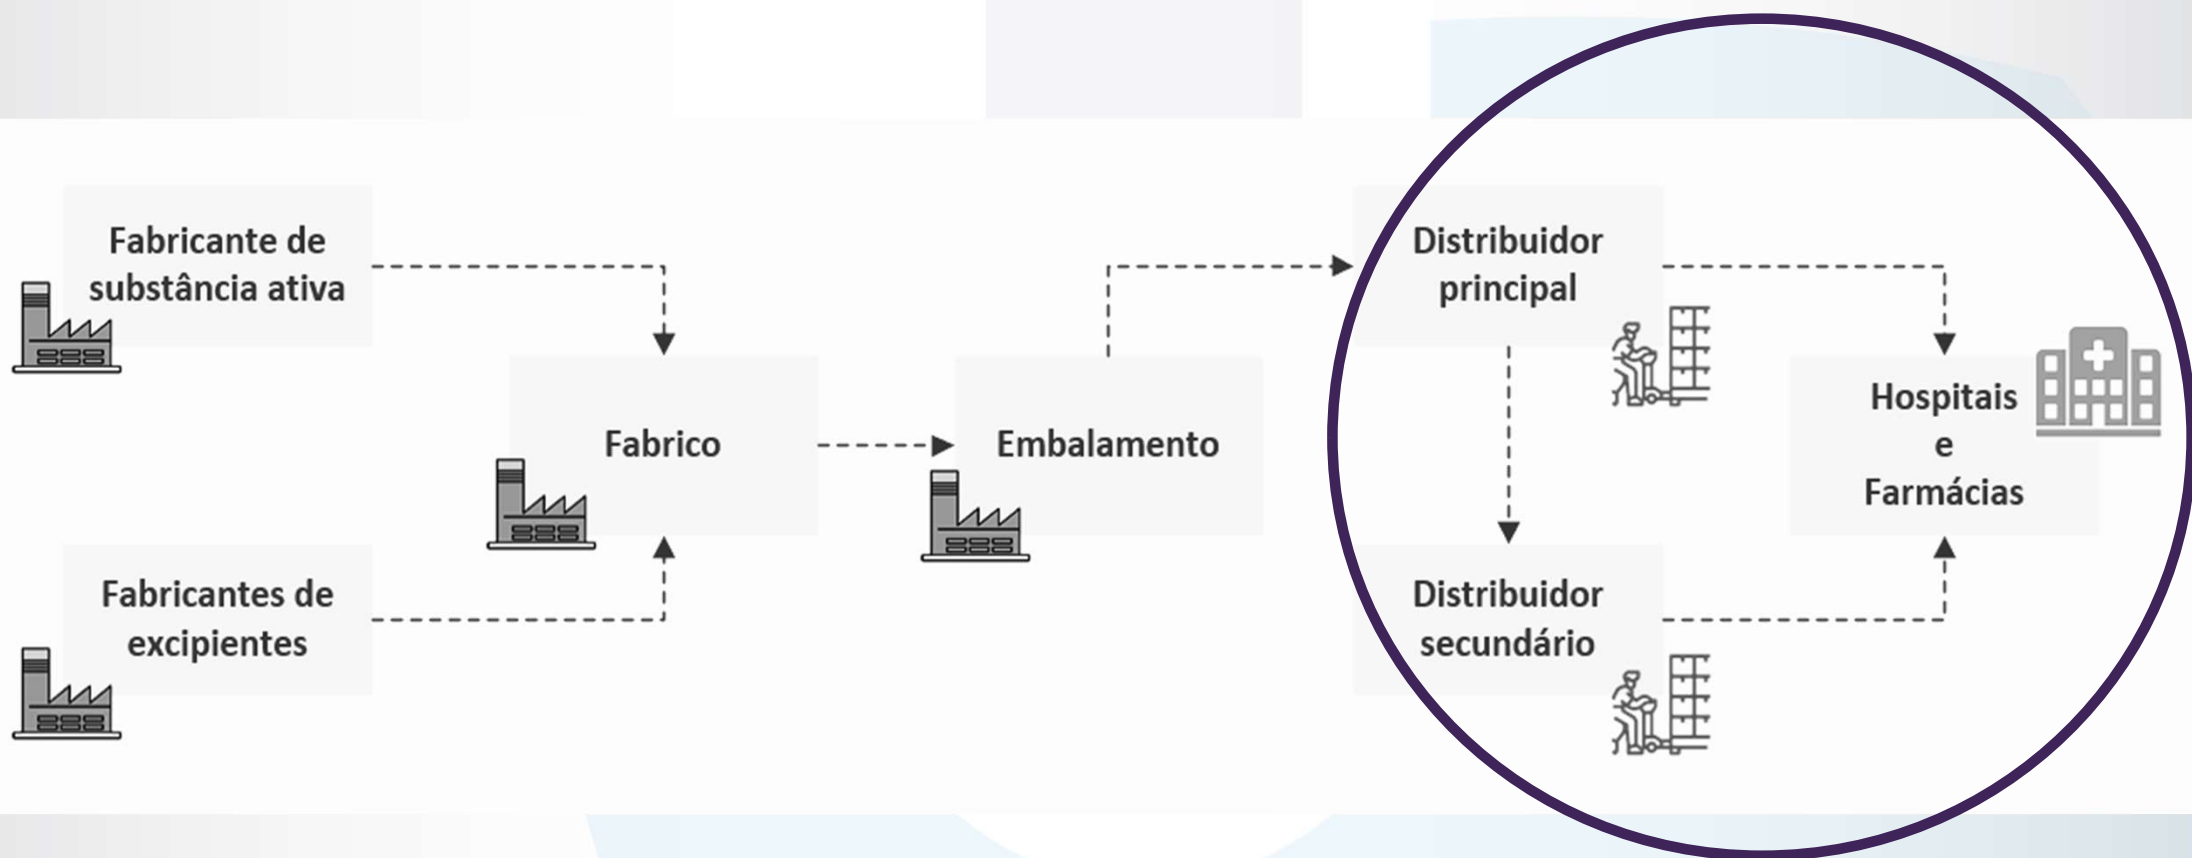 Fabricante de
substância ativa
Fabricantes de
excipientes
Fabrico
Embalamento
Distribuidor
principal
Distribuidor
secundário
Hospitais
e
Farmácias